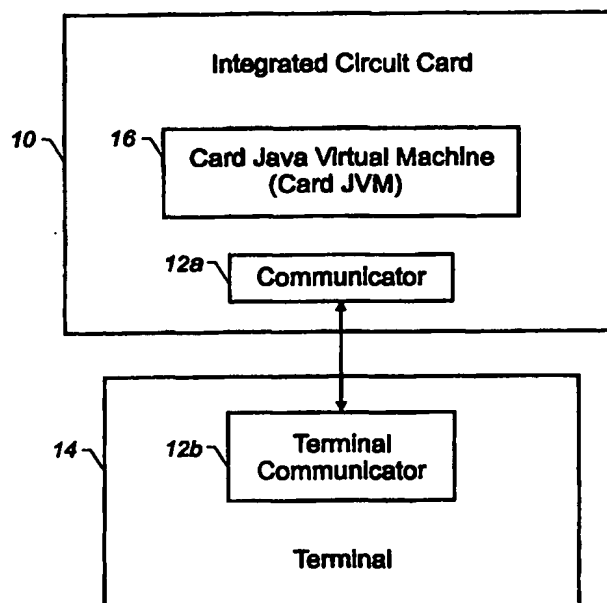 Integrated Circuit Card
10
16
Card Java Virtual Machine
(Card JVM)
12a
Communicator
14
12b
Terminal
Communicator
Terminal